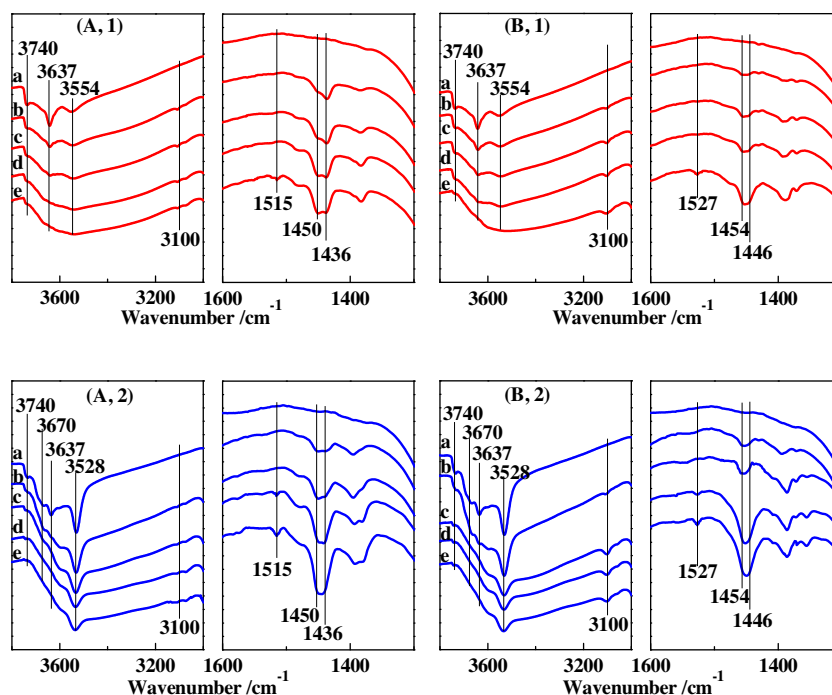 (A, 1)
3740
3637
3554
a
b
c
d
e
3100
1515
1450
1436
3600 3200 1600 1400
Wavenumber /cm-1
(B, 1)
3740
3637
3554
a
b
c
d
e
3100
1527
1454
1446
3600 3200 1600 1400
Wavenumber /cm-1
(A, 2)
3740
3670
3637
3528
a
b
c
d
e
3100
1515
1450
1436
3600 3200 1600 1400
Wavenumber /cm-1
(B, 2)
3740
3670
3637
3528
a
b
c
d
e
3100
1527
1454
1446
3600 3200 1600 1400
Wavenumber /cm-1